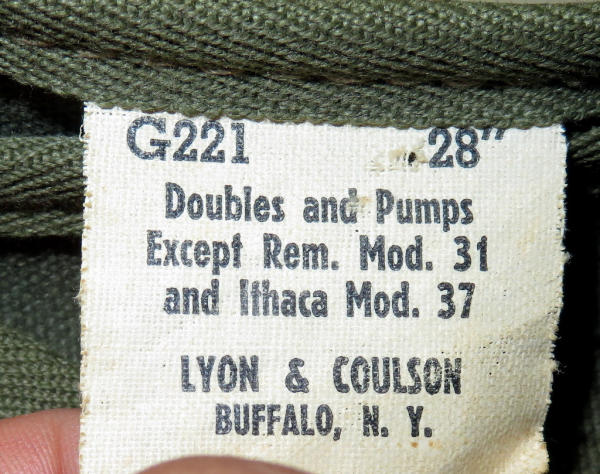 G221 28"
Doubles and Pumps
Except Rem. Mod. 31
and Ithaca Mod. 37
LYON & COULSON
BUFFALO, N. Y.